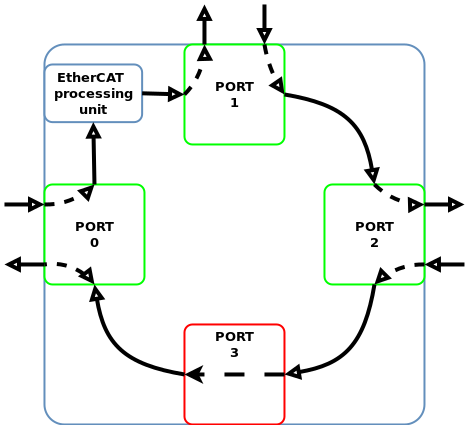 EtherCAT
processing
unit
PORT
1
PORT
0
PORT
2
PORT
3